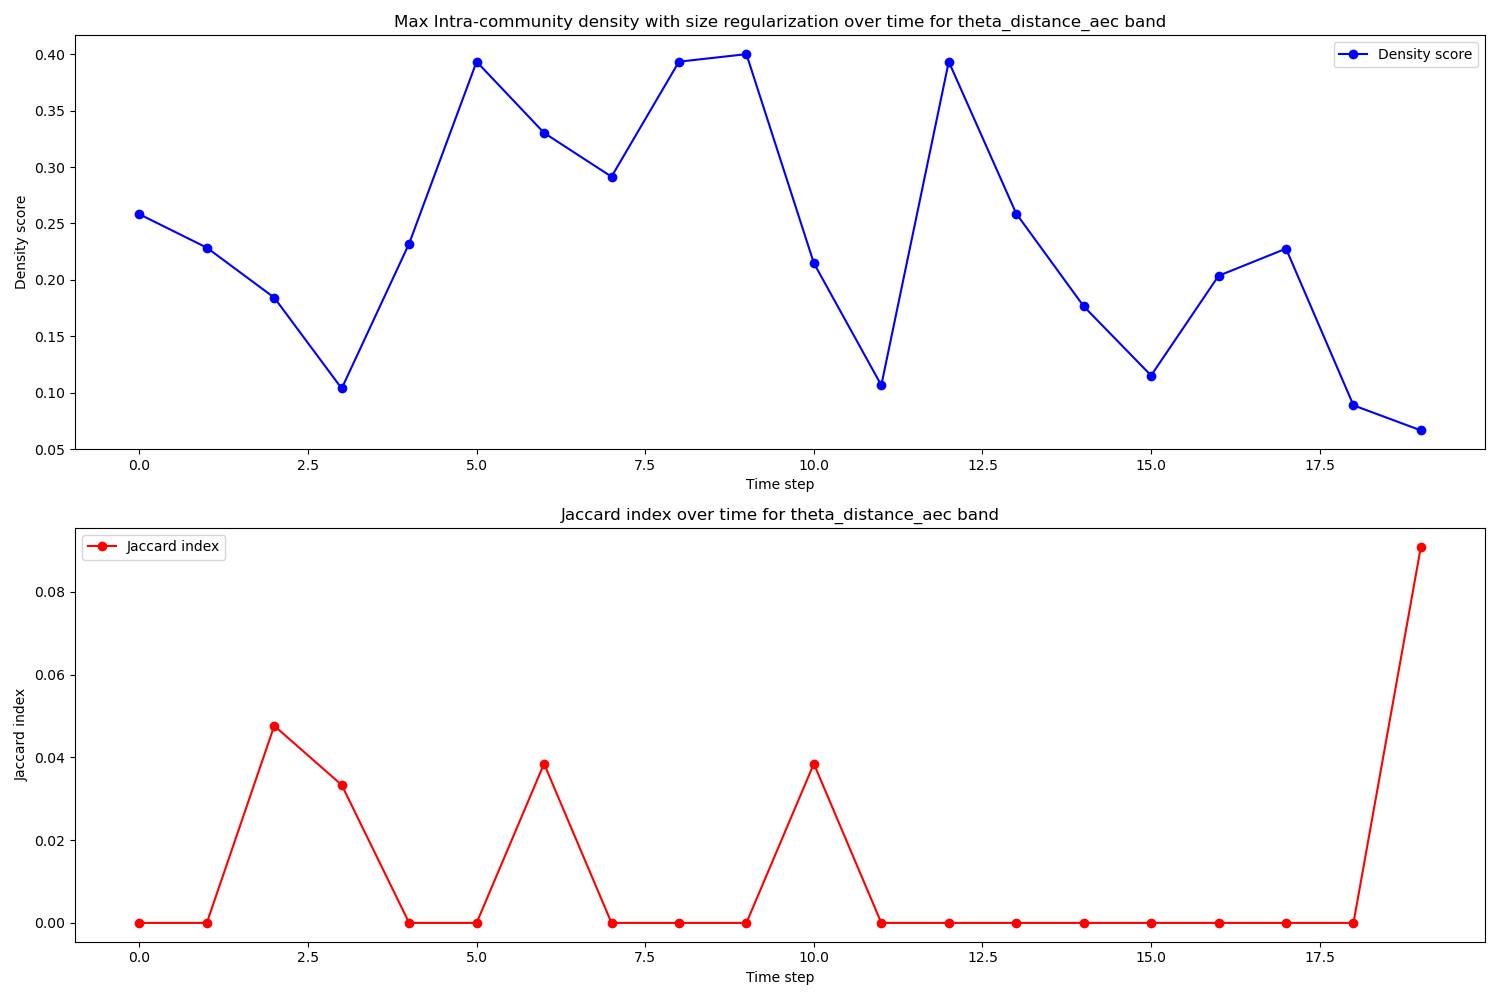 Max Intra-community density with size regularization over time for theta_distance_aec band
Density score
Density score
0.40
0.35
0.30
0.25
0.20
0.15
0.10
0.05
0.0 2.5 5.0 7.5 10.0 12.5 15.0 17.5
Time step
Jaccard index over time for theta_distance_aec band
Jaccard index
Jaccard index
0.08
0.06
0.04
0.02
0.00
0.0 2.5 5.0 7.5 10.0 12.5 15.0 17.5
Time step